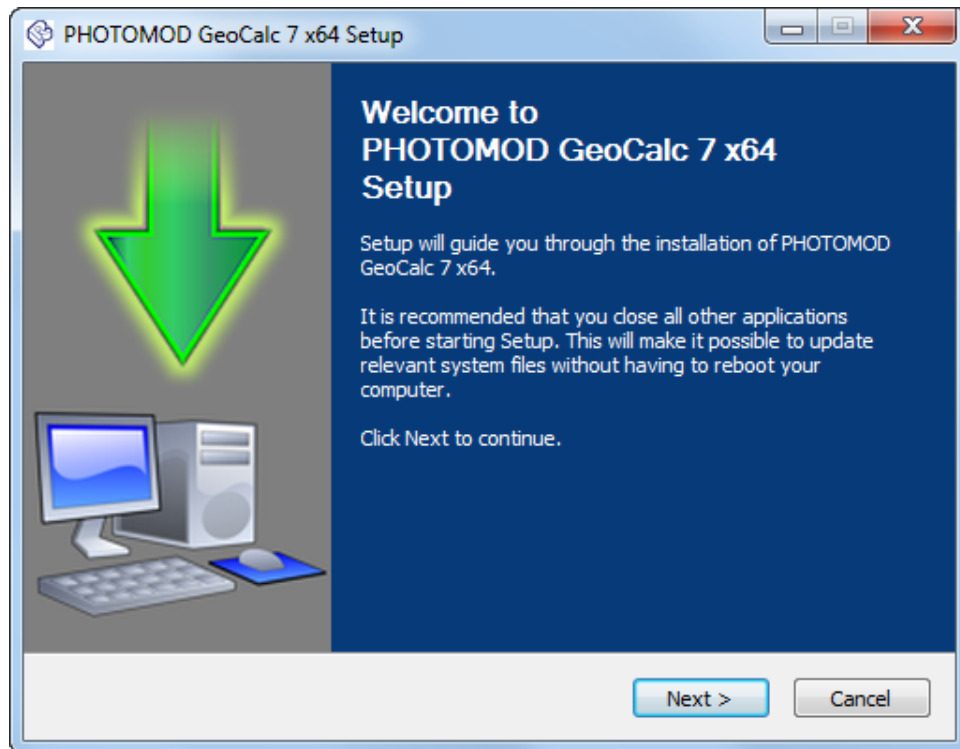 PHOTOMOD GeoCalc 7 x64 Setup
Welcome to
PHOTOMOD GeoCalc 7 x64
Setup
Setup will guide you through the installation of PHOTOMOD
GeoCalc 7 x64.
It is recommended that you close all other applications
before starting Setup. This will make it possible to update
relevant system files without having to reboot your
computer.
Click Next to continue.
Next >
Cancel